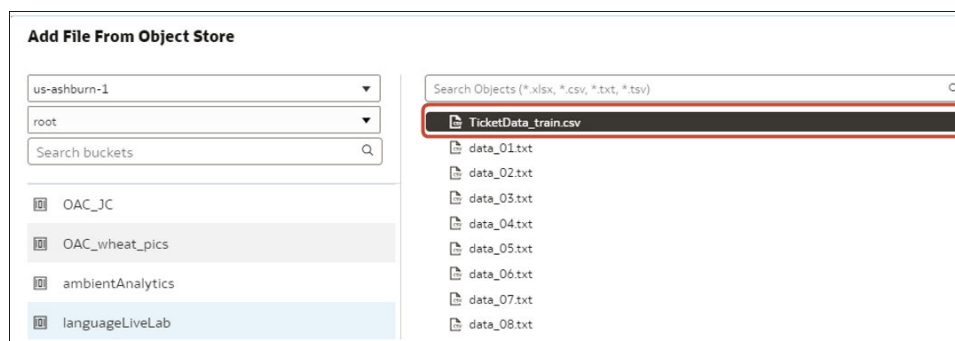 Add File From Object Store
us-ashburn-1
root
Search buckets
OAC_JC
OAC_wheat_pics
ambientAnalytics
languageLiveLab
Search Objects (*.xlsx, *.csv, *.txt, *.tsv)
TicketData_train.csv
data_01.txt
data_02.txt
data_03.txt
data_04.txt
data_05.txt
data_06.txt
data_07.txt
data_08.txt